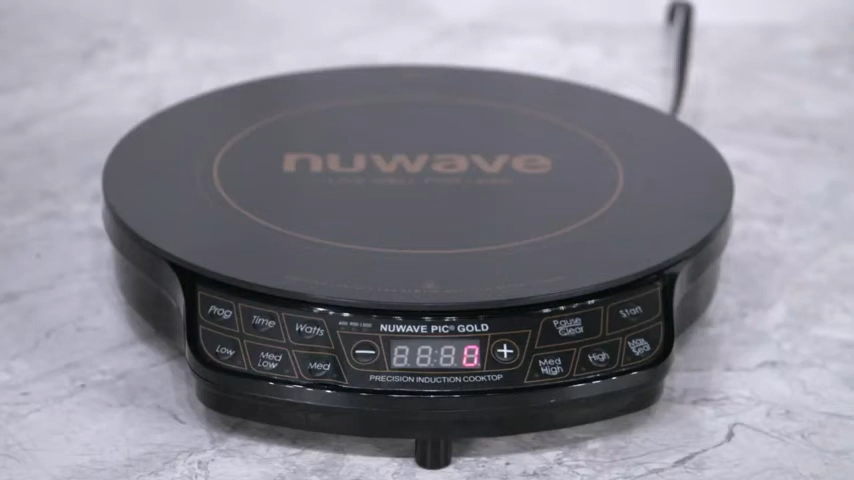 nuwave
Prog
Time
Watts
NUWAVE PIC® GOLD
Pause
Clear
Start
Low
Med
Low
Med
PRECISION INDUCTION COOKTOP
Med
High
High
Max
Sear